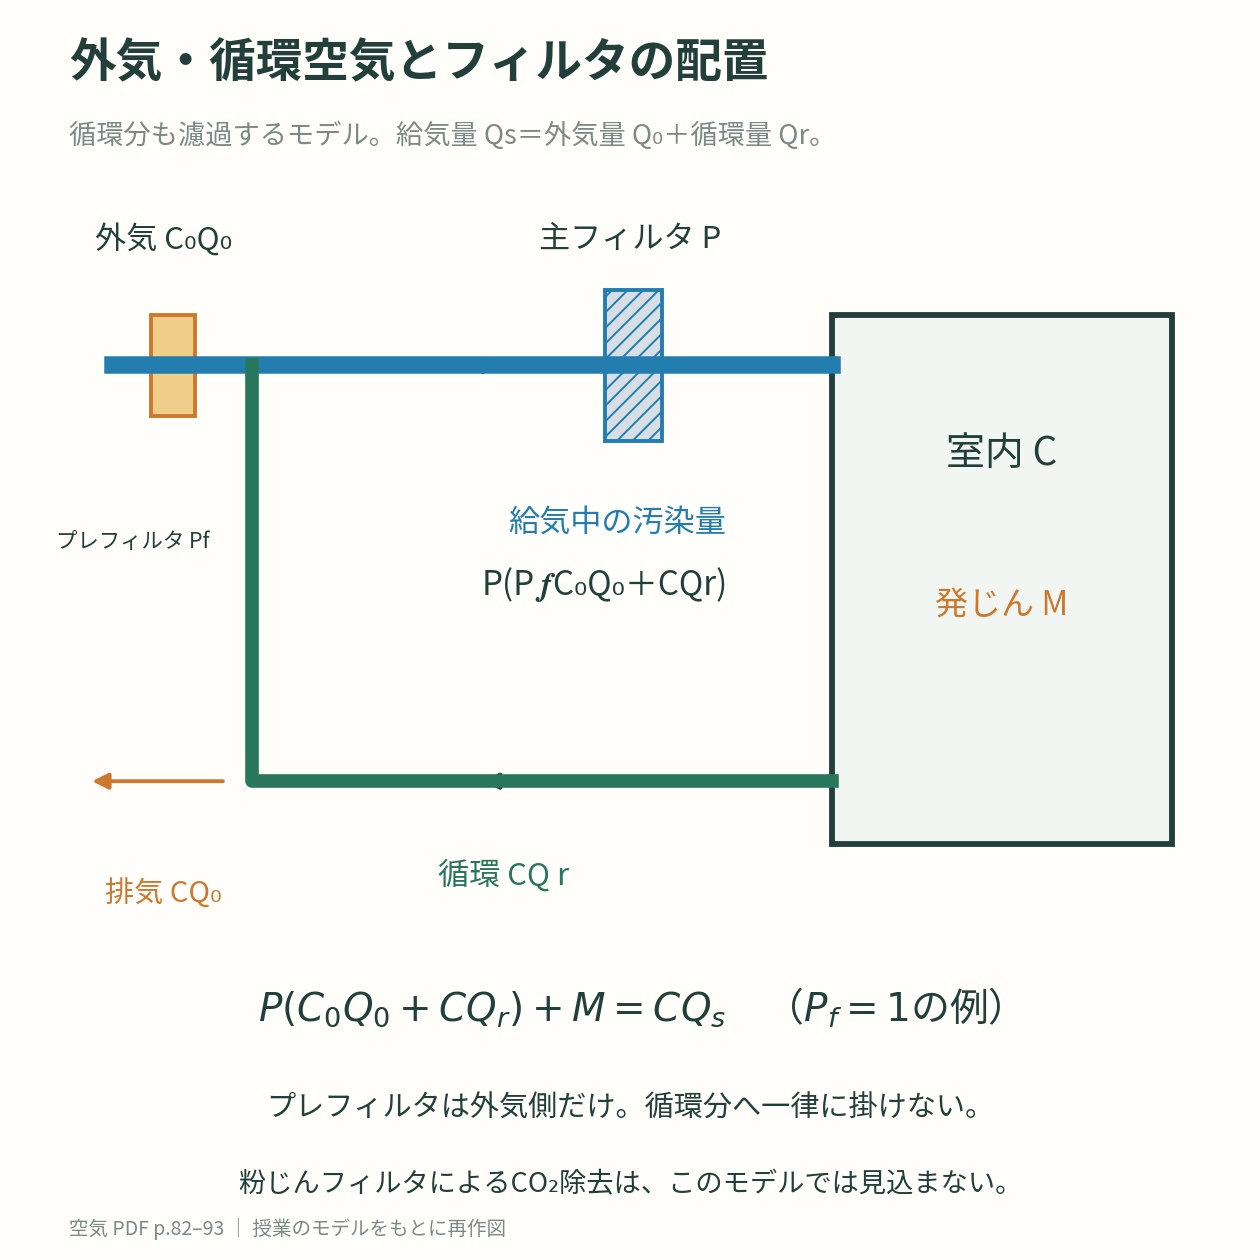 外気・循環空気とフィルタの配置
循環分も濾過するモデル。給気量 Qs＝外気量 Q₀＋循環量 Qr。
外気 C₀Q₀
主フィルタ P
室内 C
給気中の汚染量
プレフィルタ Pf
P(P𝒇C₀Q₀＋CQr)
発じん M
循環 CQ r
排気 CQ₀
P(C₀Q₀ + CQᵣ) + M = CQₛ （P_f = 1の例）
プレフィルタは外気側だけ。循環分へ一律に掛けない。
粉じんフィルタによるCO₂除去は、このモデルでは見込まない。
空気 PDF p.82–93 ｜ 授業のモデルをもとに再作図